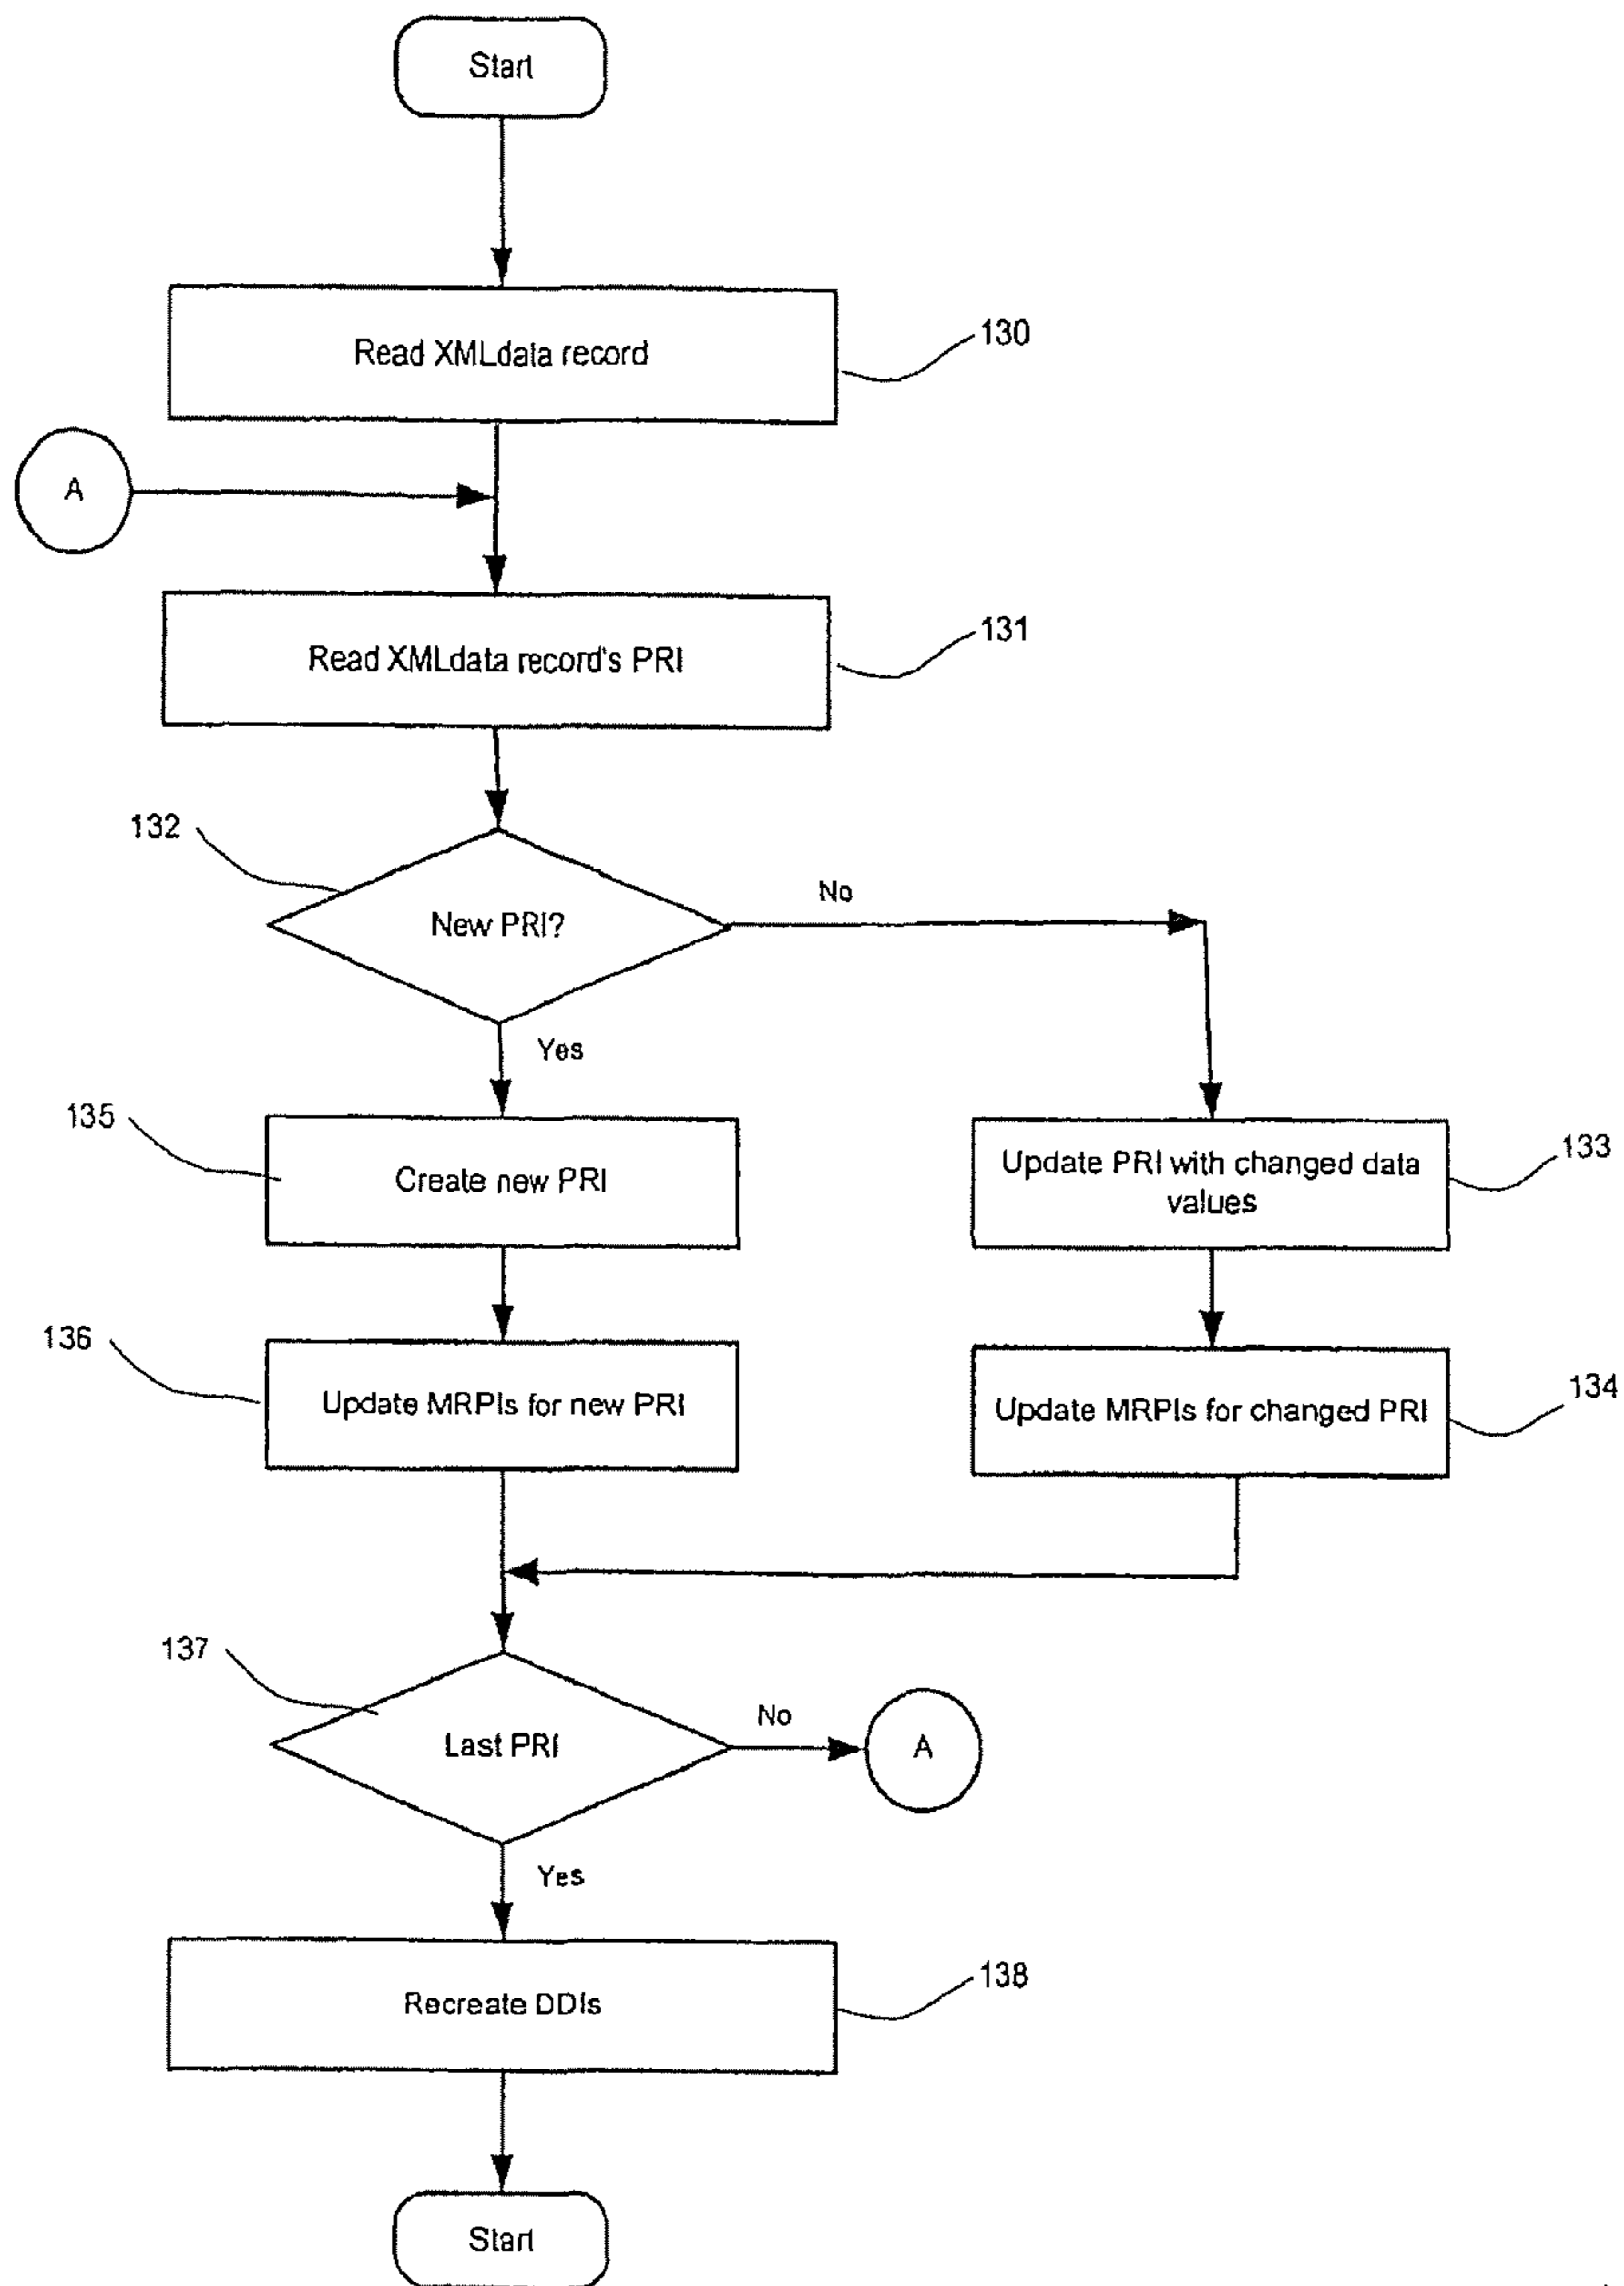 Start
Read XMLdata record
130
A
Read XMLdata record's PRI
131
132
New PRI?
No
Yes
135
Create new PRI
Update PRI with changed data
values
133
136
Update MRPIs for new PRI
Update MRPIs for changed PRI
134
137
Last PRI
No
A
Yes
Recreate DDIs
138
Start